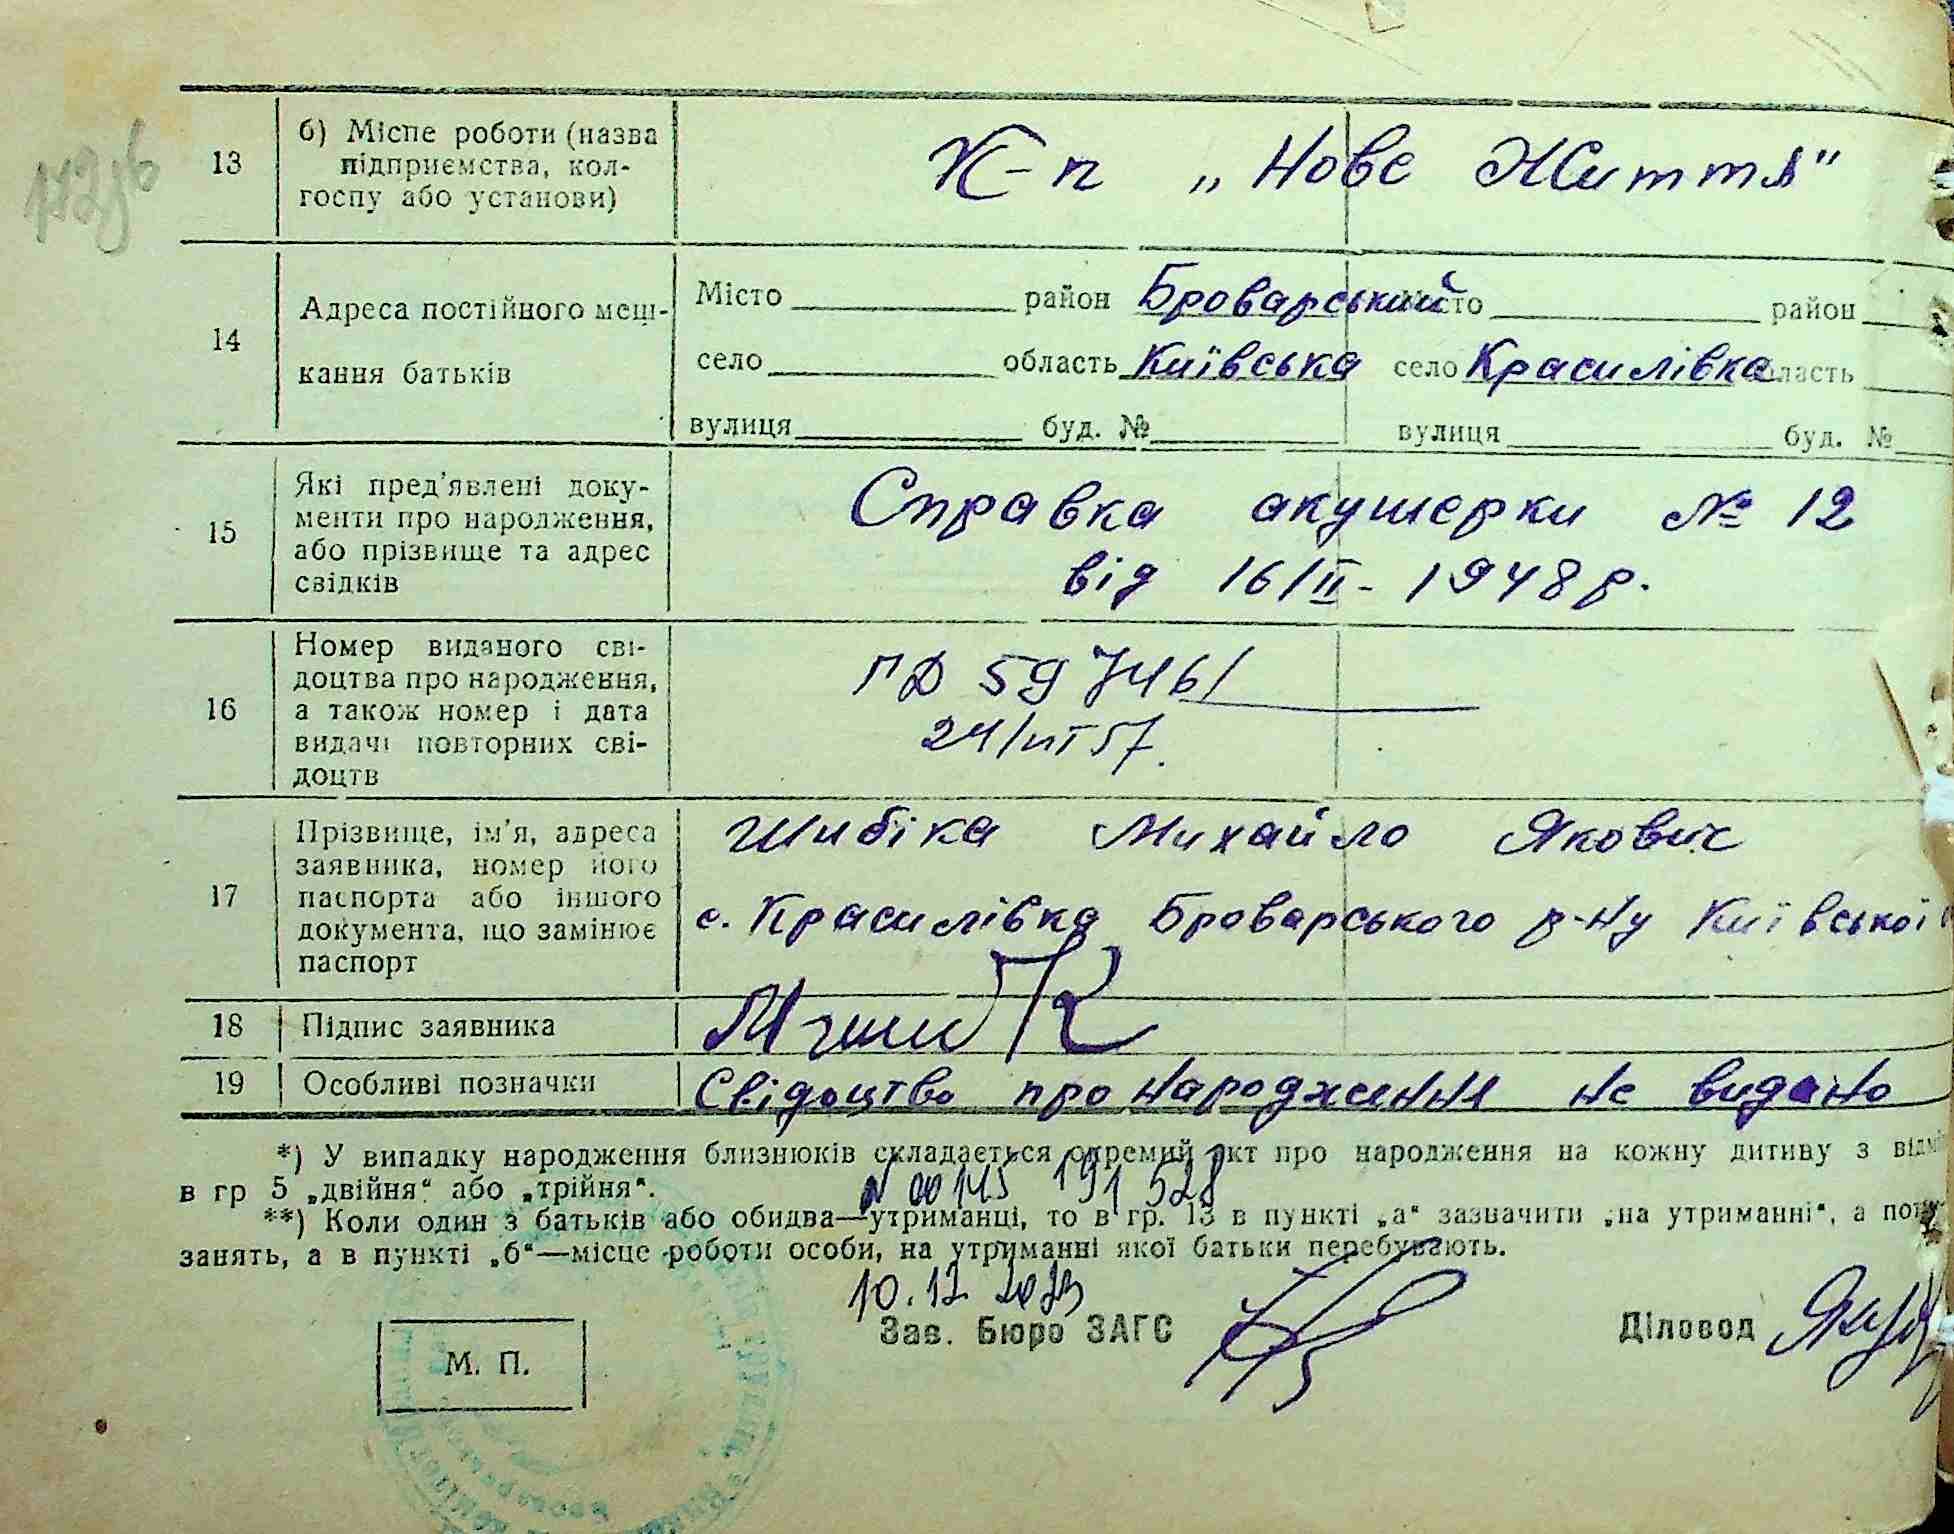 13 б) Місце роботи (назва підприємства, колгоспу або установи) К-п „Нове Життя"
14 Адреса постійного меш-
кання батьків
Місто район Броварський Місто район
село область Київська село Красилівка область
вулиця буд. № вулиця буд. №
15 Які пред'явлені доку-
менти про народження,
або прізвище та адрес
свідків
Справка акушерки № 12
від 16/II - 1948 р.
16 Номер виданого сві-
доцтва про народження,
а також номер і дата
видачі повторних сві-
доцтв
ПД 597461
24/VI 57.
17 Прізвище, ім'я, адреса
заявника, номер його
паспорта або іншого
документа, що замінює
паспорт
Шибіка Михайло Якович
с. Красилівка Броварського р-ну Київської
18 Підпис заявника
19 Особливі позначки Свідоцтво про народження не видано
*) У випадку народження близнюків складається окремий акт про народження на кожну дитину з
в гр 5 „двійня" або „трійня".
N 00145 191 528
**) Коли один з батьків або обидва—утриманці, то в гр. 13 в пункті „а" зазначити „на утриманні", а
занять, а в пункті „б"—місце роботи особи, на утриманні якої батьки перебувають.
10.12 2023
Зав. Бюро ЗАГС Діловод
М. П.